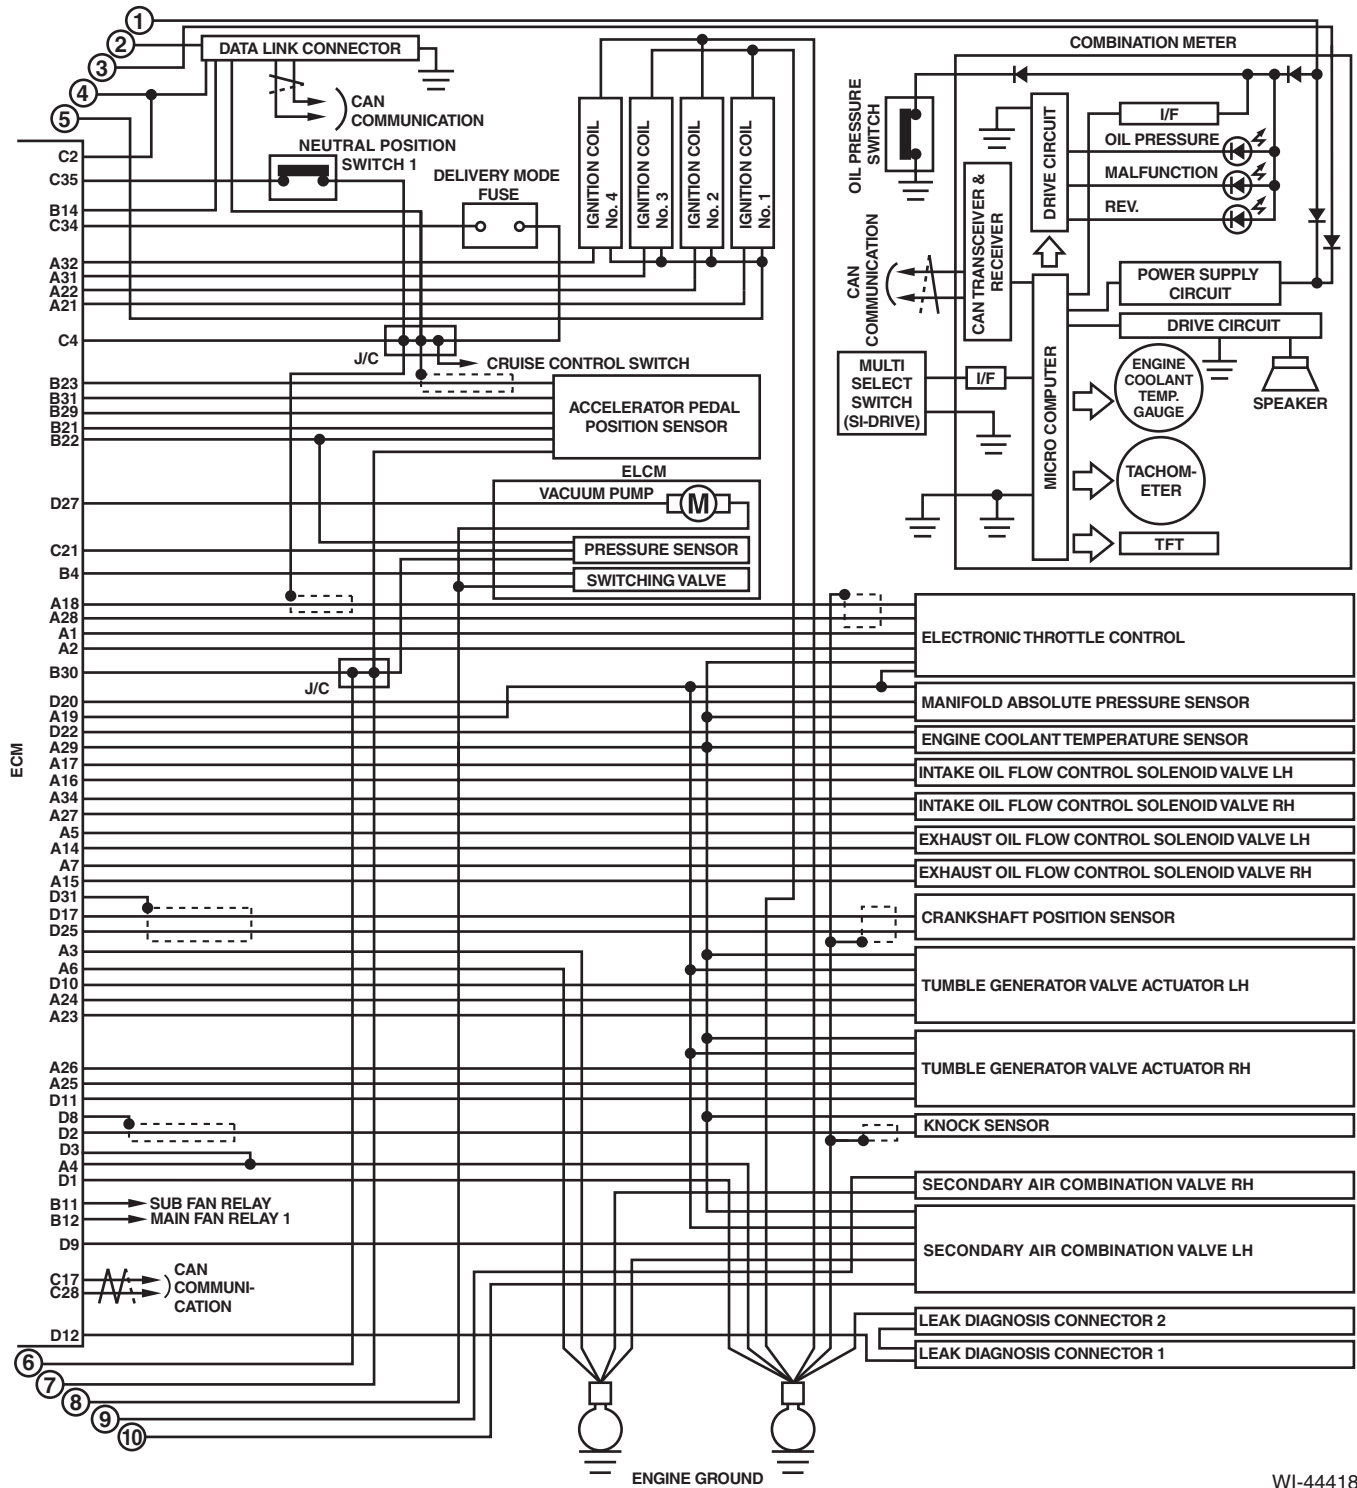 1
2
3
4
5
DATA LINK CONNECTOR
CAN
COMMUNICATION
NEUTRAL POSITION
SWITCH 1
DELIVERY MODE
FUSE
IGNITION COIL
No. 4
IGNITION COIL
No. 3
IGNITION COIL
No. 2
IGNITION COIL
No. 1
C2
C35
B14
C34
A32
A31
A22
A21
C4
J/C
CRUISE CONTROL SWITCH
B23
B31
B29
B21
B22
ACCELERATOR PEDAL
POSITION SENSOR
ELCM
D27
VACUUM PUMP
M
C21
PRESSURE SENSOR
B4
SWITCHING VALVE
COMBINATION METER
OIL PRESSURE
SWITCH
DRIVE CIRCUIT
I/F
OIL PRESSURE
MALFUNCTION
REV.
CAN
COMMUNICATION
CAN TRANSCEIVER &
RECEIVER
POWER SUPPLY
CIRCUIT
DRIVE CIRCUIT
MULTI
SELECT
SWITCH
(SI-DRIVE)
I/F
MICRO COMPUTER
ENGINE
COOLANT
TEMP.
GAUGE
SPEAKER
TACHOM-
ETER
TFT
ECM
A18
A28
A1
A2
ELECTRONIC THROTTLE CONTROL
B30
J/C
D20
A19
MANIFOLD ABSOLUTE PRESSURE SENSOR
D22
A29
ENGINE COOLANT TEMPERATURE SENSOR
A17
A16
INTAKE OIL FLOW CONTROL SOLENOID VALVE LH
A34
A27
INTAKE OIL FLOW CONTROL SOLENOID VALVE RH
A5
A14
EXHAUST OIL FLOW CONTROL SOLENOID VALVE LH
A7
A15
EXHAUST OIL FLOW CONTROL SOLENOID VALVE RH
D31
D17
D25
CRANKSHAFT POSITION SENSOR
A3
A6
D10
A24
A23
TUMBLE GENERATOR VALVE ACTUATOR LH
A26
A25
D11
TUMBLE GENERATOR VALVE ACTUATOR RH
D8
D2
KNOCK SENSOR
D3
A4
D1
SECONDARY AIR COMBINATION VALVE RH
B11
SUB FAN RELAY
B12
MAIN FAN RELAY 1
D9
SECONDARY AIR COMBINATION VALVE LH
C17
C28
CAN
COMMUNI-
CATION
LEAK DIAGNOSIS CONNECTOR 2
D12
LEAK DIAGNOSIS CONNECTOR 1
6
7
8
9
10
ENGINE GROUND
WI-44418